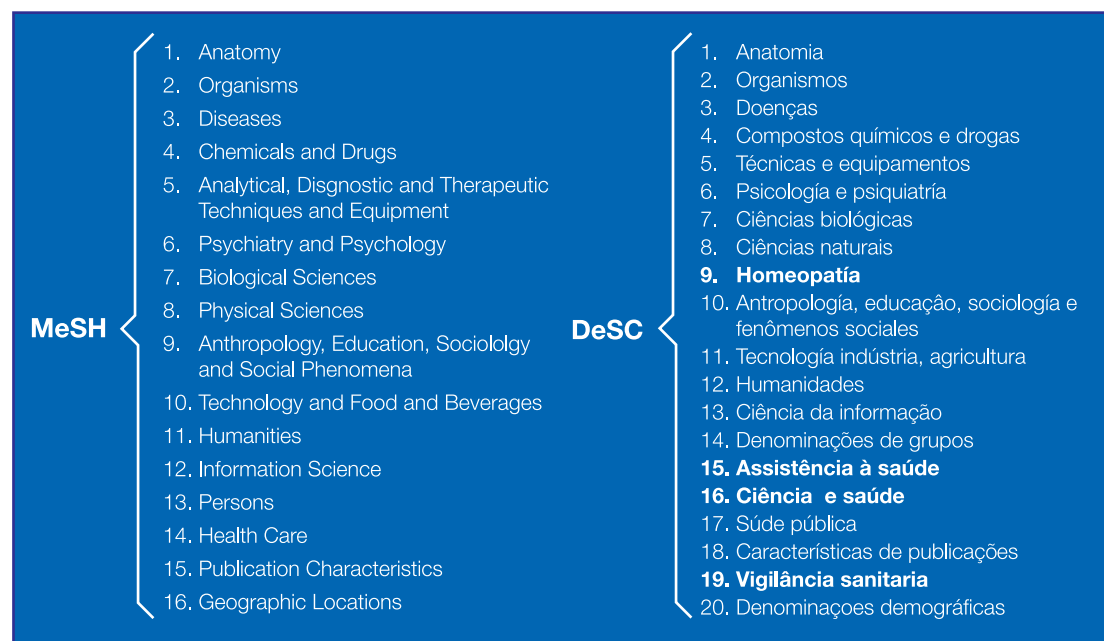 MeSH
1. Anatomy
2. Organisms
3. Diseases
4. Chemicals and Drugs
5. Analytical, Disgnostic and Therapeutic
Techniques and Equipment
6. Psychiatry and Psychology
7. Biological Sciences
8. Physical Sciences
9. Anthropology, Education, Sociololgy
and Social Phenomena
10. Technology and Food and Beverages
11. Humanities
12. Information Science
13. Persons
14. Health Care
15. Publication Characteristics
16. Geographic Locations
DeSC
1. Anatomia
2. Organismos
3. Doenças
4. Compostos químicos e drogas
5. Técnicas e equipamentos
6. Psicología e psiquiatría
7. Ciências biológicas
8. Ciências naturais
9. Homeopatía
10. Antropología, educaçâo, sociología e
fenômenos sociales
11. Tecnología indústria, agricultura
12. Humanidades
13. Ciência da informação
14. Denominações de grupos
15. Assistência à saúde
16. Ciência e saúde
17. Súde pública
18. Características de publicações
19. Vigilância sanitaria
20. Denominaçoes demográficas